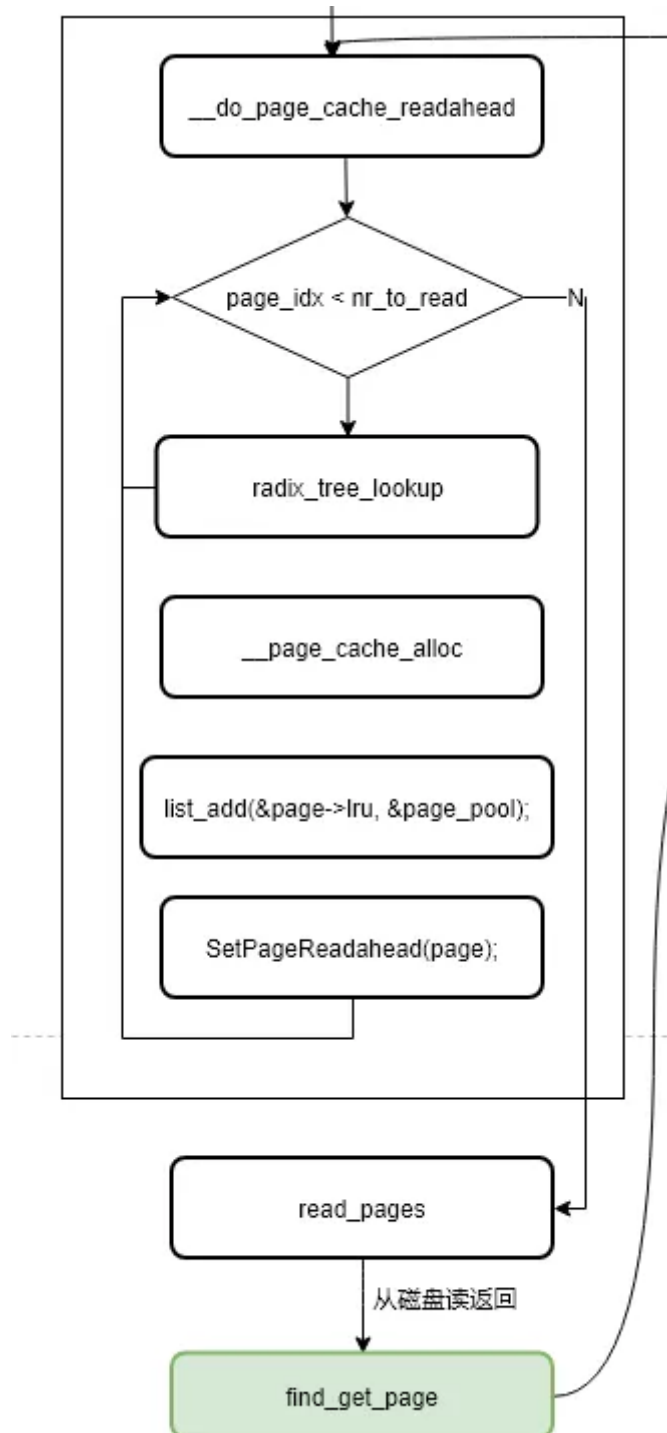 __do_page_cache_readahead
page_idx < nr_to_read
N
radix_tree_lookup
__page_cache_alloc
list_add(&page->lru, &page_pool);
SetPageReadahead(page);
read_pages
从磁盘读返回
find_get_page